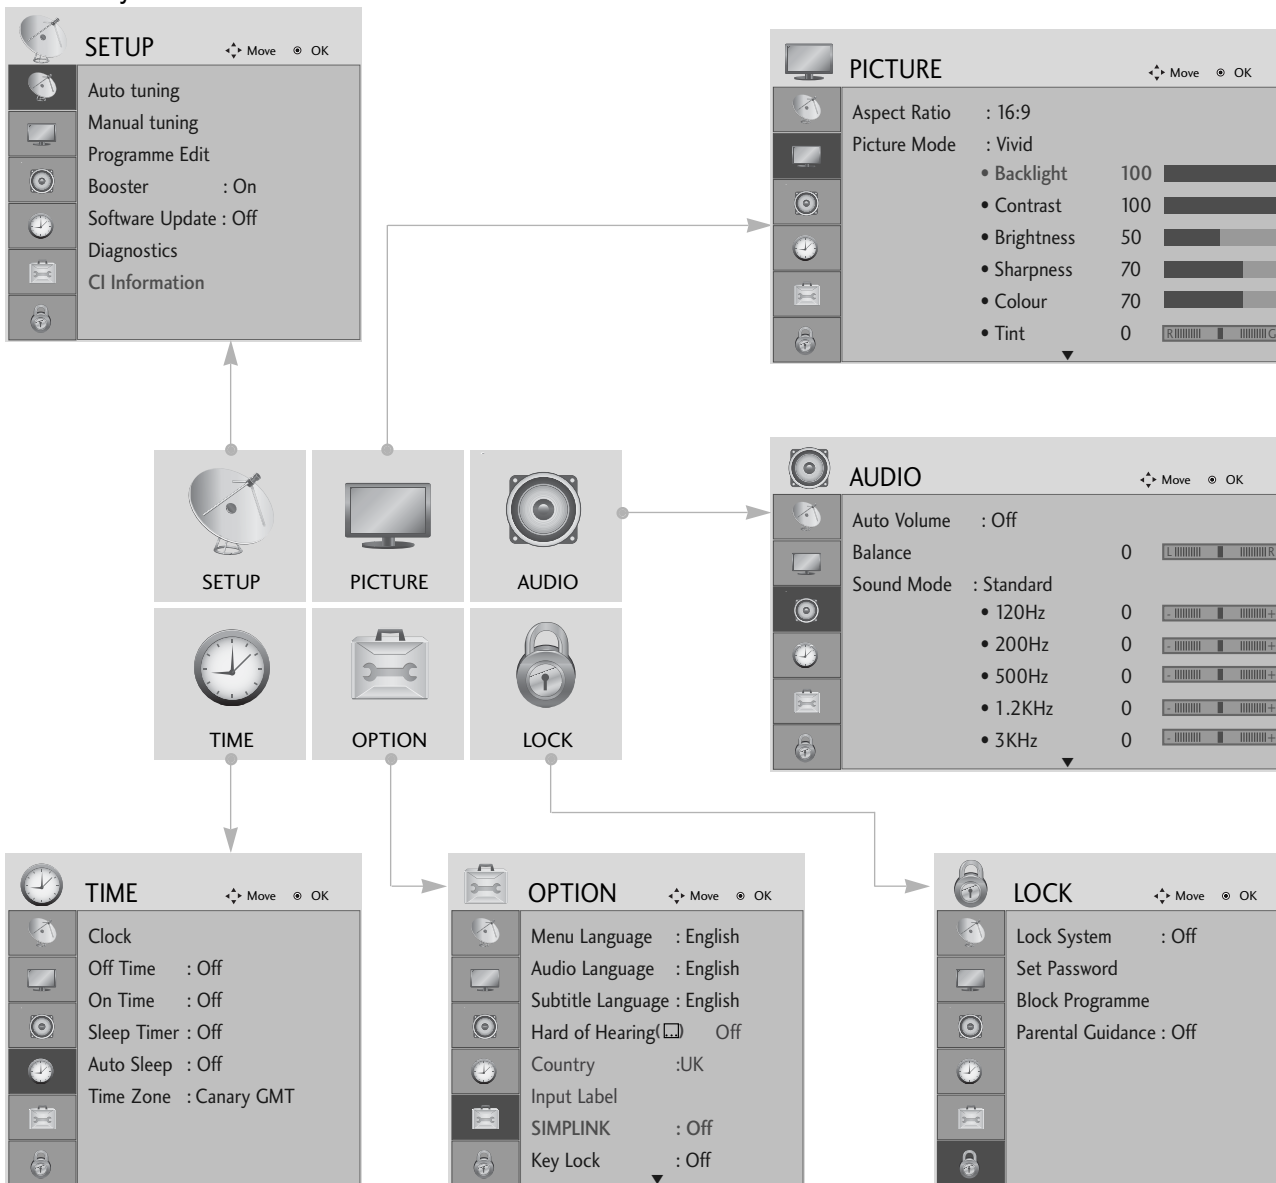 SETUP Move OK
Auto tuning
Manual tuning
Programme Edit
Booster : On
Software Update : Off
Diagnostics
CI Information
PICTURE Move OK
Aspect Ratio : 16:9
Picture Mode : Vivid
• Backlight 100
• Contrast 100
• Brightness 50
• Sharpness 70
• Colour 70
• Tint 0 R G
SETUP PICTURE AUDIO
TIME OPTION LOCK
AUDIO Move OK
Auto Volume : Off
Balance 0 L R
Sound Mode : Standard
• 120Hz 0 - +
• 200Hz 0 - +
• 500Hz 0 - +
• 1.2KHz 0 - +
• 3KHz 0 - +
TIME Move OK
Clock
Off Time : Off
On Time : Off
Sleep Timer : Off
Auto Sleep : Off
Time Zone : Canary GMT
OPTION Move OK
Menu Language : English
Audio Language : English
Subtitle Language : English
Hard of Hearing( ) Off
Country :UK
Input Label
SIMPLINK : Off
Key Lock : Off
LOCK Move OK
Lock System : Off
Set Password
Block Programme
Parental Guidance : Off